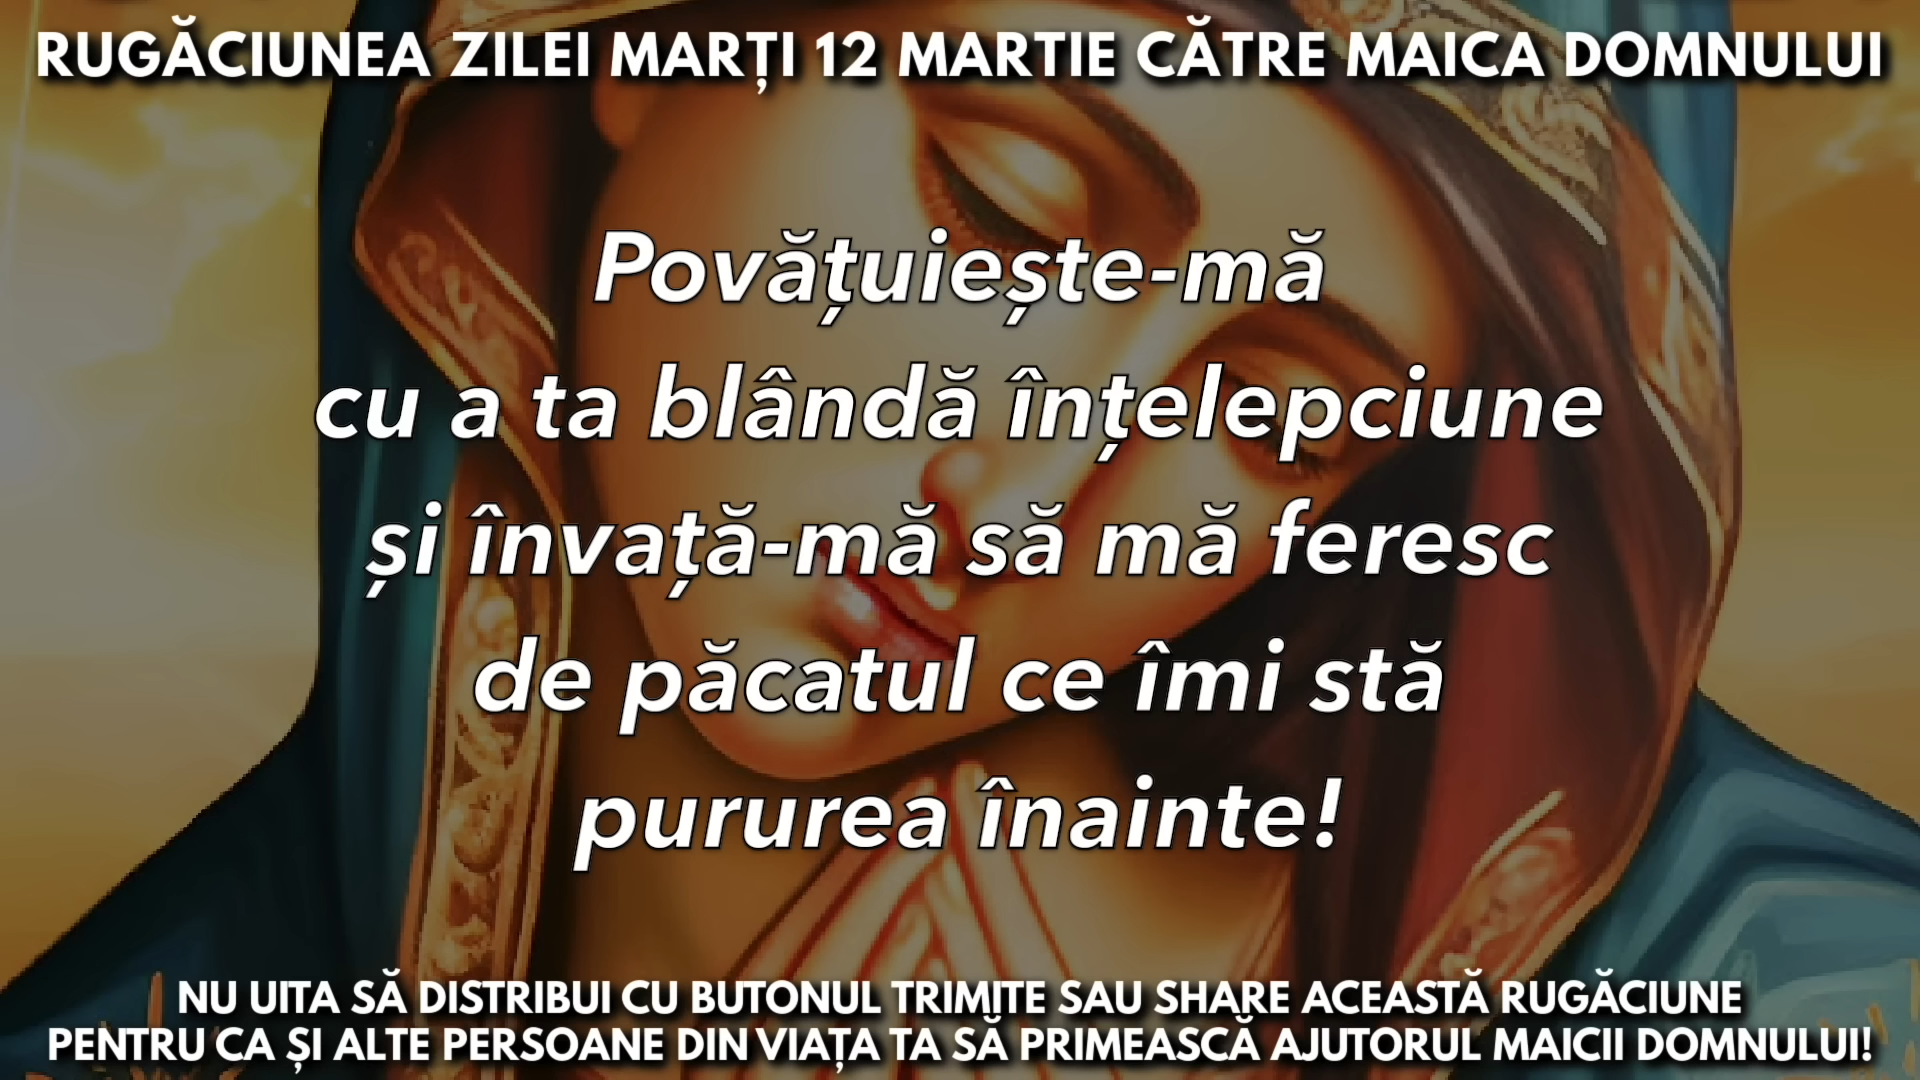 RUGĂCIUNEA ZILEI MARȚI 12 MARTIE CĂTRE MAICA DOMNULUI
Povățuiește-mă
cu a ta blândă înțelepciune
și învață-mă să mă feresc
de păcatul ce îmi stă
pururea înainte!
NU UITA SĂ DISTRIBUI CU BUTONUL TRIMITE SAU SHARE ACEASTĂ RUGĂCIUNE
PENTRU CA ȘI ALTE PERSOANE DIN VIAȚA TA SĂ PRIMEASCĂ AJUTORUL MAICII DOMNULUI!